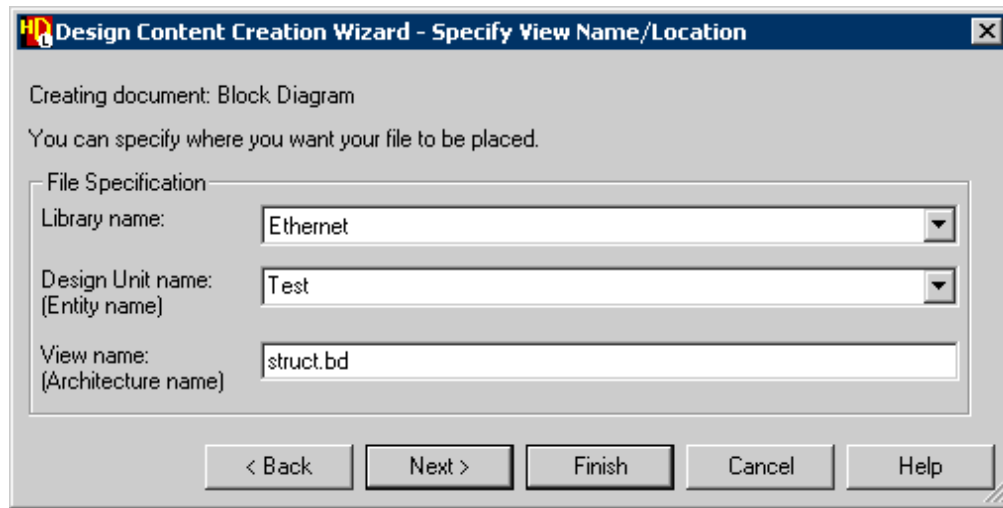 HDL Design Content Creation Wizard - Specify View Name/Location
Creating document: Block Diagram
You can specify where you want your file to be placed.
File Specification
Library name:
Ethernet
Design Unit name:
(Entity name)
Test
View name:
(Architecture name)
struct.bd
< Back Next > Finish Cancel Help